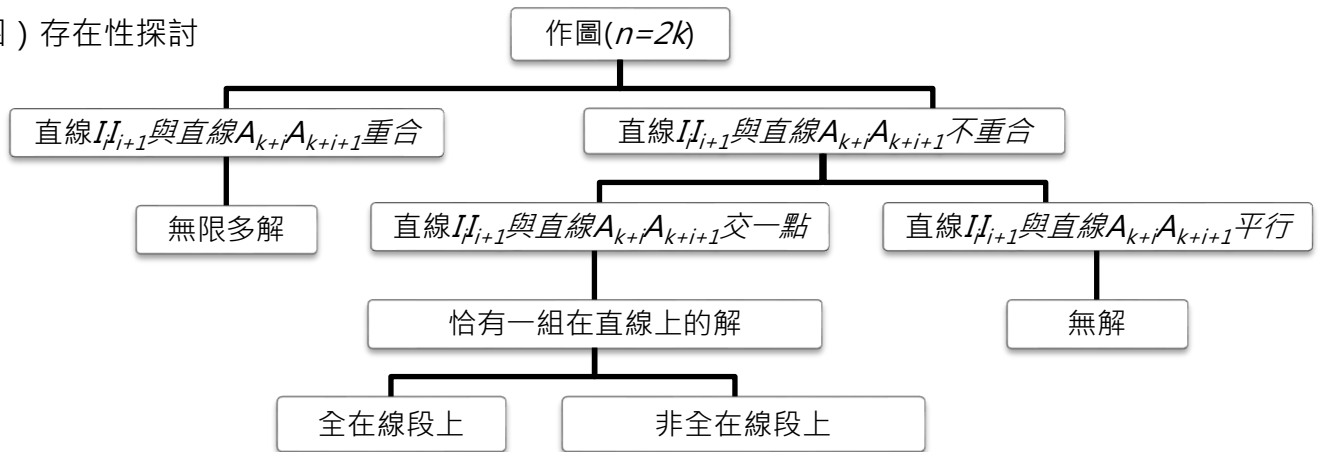 ）存在性探討
作圖(n=2k)
直線IᵢIᵢ₊₁與直線Aₖ₊ᵢAₖ₊ᵢ₊₁重合
直線IᵢIᵢ₊₁與直線Aₖ₊ᵢAₖ₊ᵢ₊₁不重合
無限多解
直線IᵢIᵢ₊₁與直線Aₖ₊ᵢAₖ₊ᵢ₊₁交一點
直線IᵢIᵢ₊₁與直線Aₖ₊ᵢAₖ₊ᵢ₊₁平行
恰有一組在直線上的解
無解
全在線段上
非全在線段上